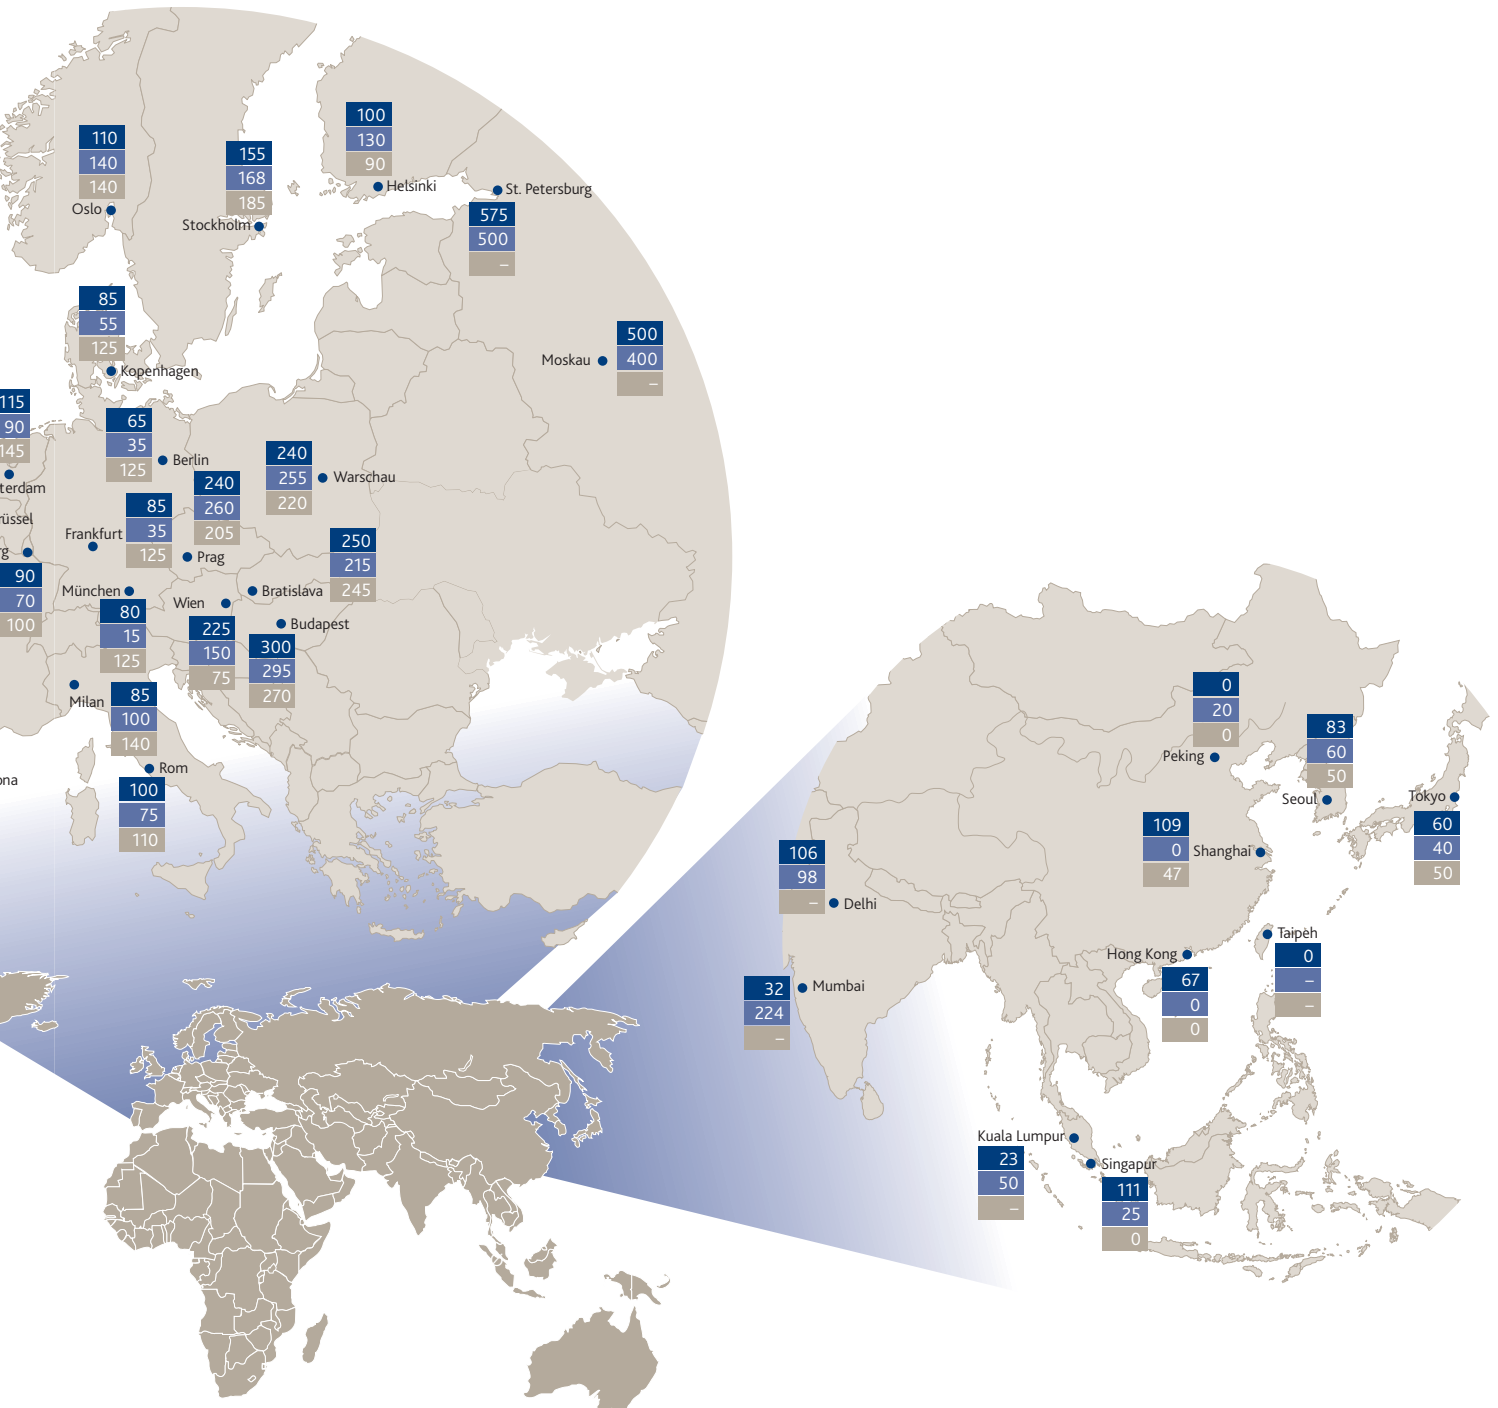 110
140
140
Oslo
155
168
185
Stockholm
100
130
90
Helsinki
St. Petersburg
575
500
–
85
55
125
Kopenhagen
500
400
–
Moskau
115
90
145
terdam
65
35
125
Berlin
240
255
220
Warschau
240
260
205
Prag
85
35
125
Frankfurt
rüssel
rg
90
70
100
250
215
245
Bratislava
München
80
15
125
Wien
225
150
75
Budapest
300
295
270
Milan
85
100
140
Rom
100
75
110
ona
0
20
0
Peking
83
60
50
Seoul
Tokyo
60
40
50
109
0
47
Shanghai
106
98
–
Delhi
Taipeh
0
–
–
Hong Kong
67
0
0
32
224
–
Mumbai
Kuala Lumpur
23
50
–
Singapur
111
25
0